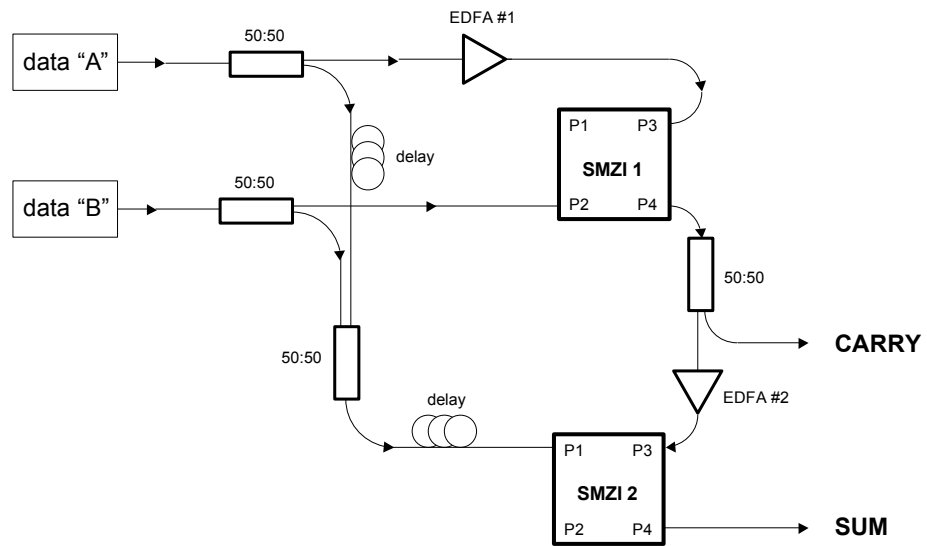 EDFA #1
50:50
data “A”
P1 P3
delay
SMZI 1
50:50
data “B”
P2 P4
50:50
CARRY
50:50
EDFA #2
delay
P1 P3
SMZI 2
P2 P4
SUM